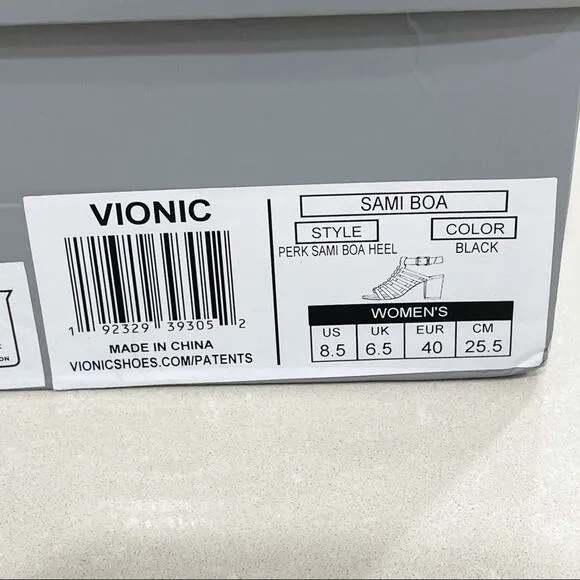 VIONIC
1 92329 39305 2
MADE IN CHINA
VIONICSHOES.COM/PATENTS
SAMI BOA
STYLE COLOR
PERK SAMI BOA HEEL BLACK
WOMEN'S
US UK EUR CM
8.5 6.5 40 25.5